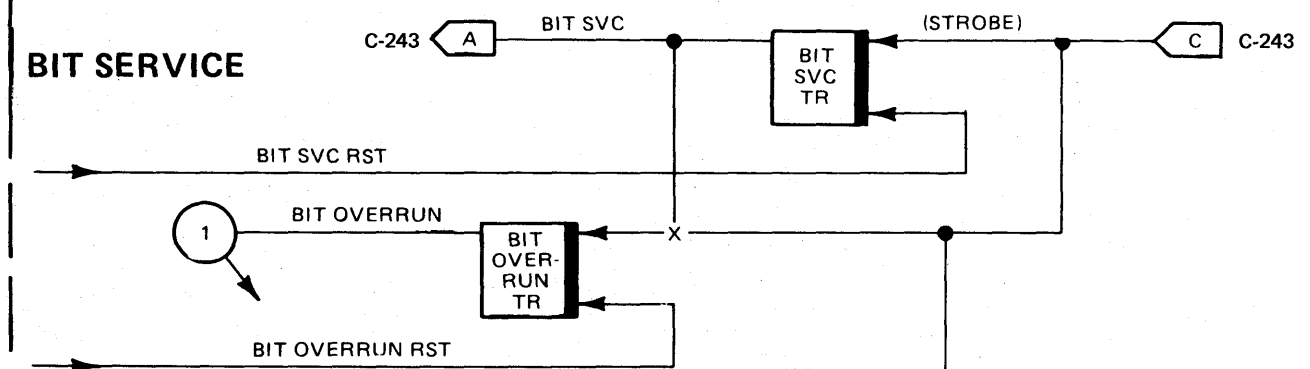 C-243
A
BIT SVC
(STROBE)
C
C-243
BIT SERVICE
BIT
SVC
TR
BIT SVC RST
1
BIT OVERRUN
X
BIT
OVER-
RUN
TR
BIT OVERRUN RST